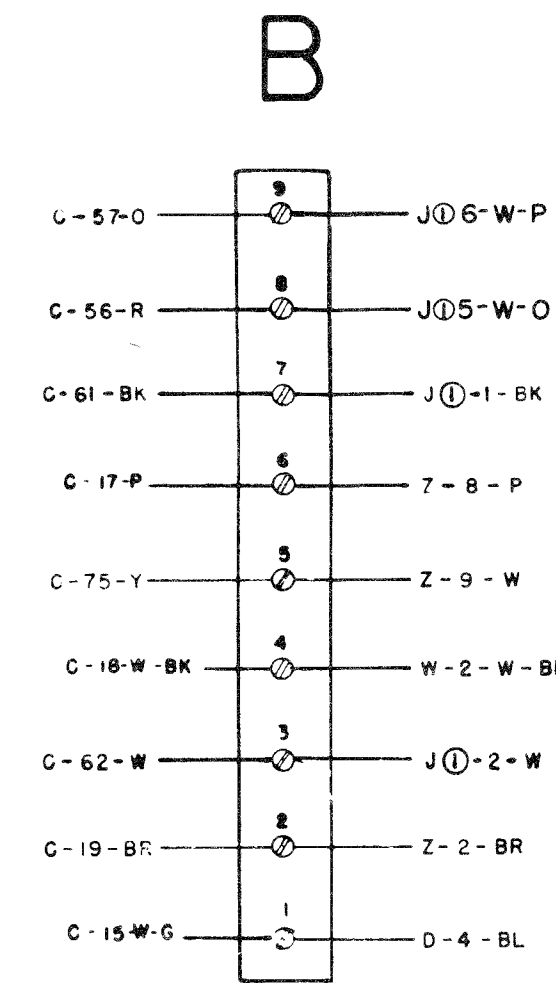 B
9
C-57-O J①6-W-P
8
C-56-R J①5-W-O
7
C-61-BK J①-1-BK
6
C-17-P Z-8-P
5
C-75-Y Z-9-W
4
C-18-W-BK W-2-W-
3
C-62-W J①-2-W
2
C-19-BR Z-2-BR
1
C-15-W-G D-4-BL